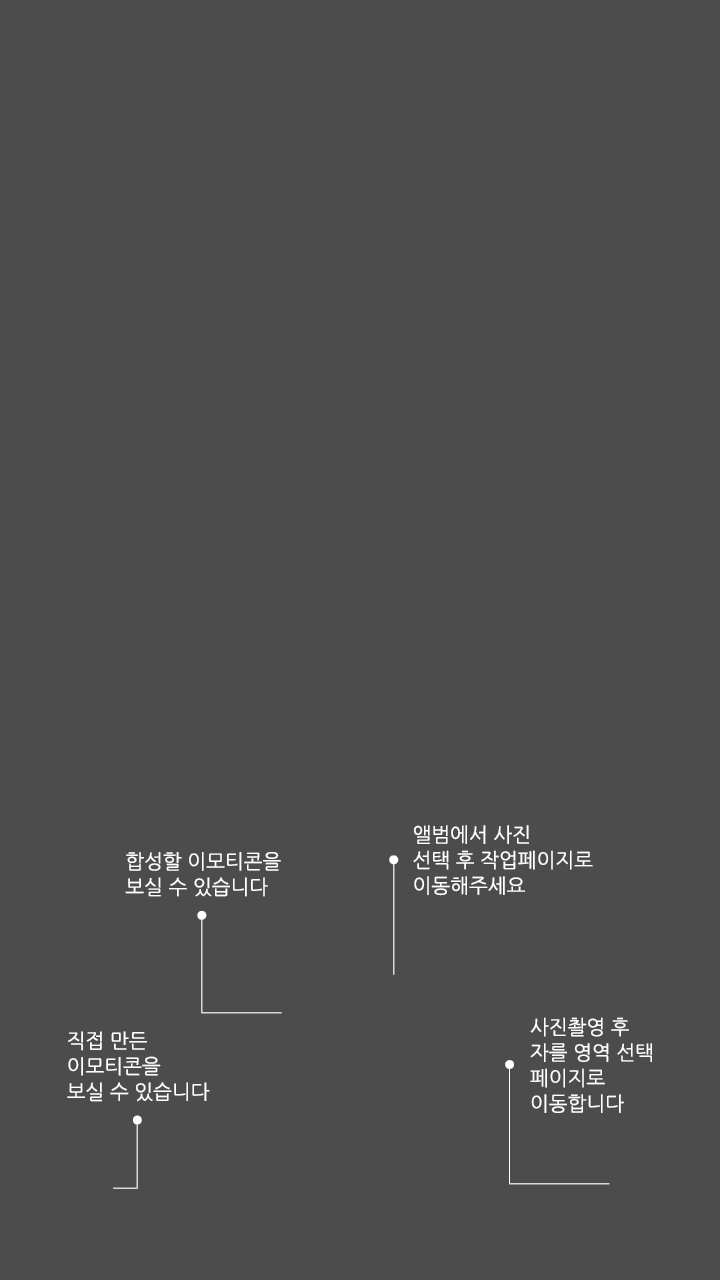 앨범에서 사진
선택 후 작업페이지로
이동해주세요
합성할 이모티콘을
보실 수 있습니다
사진촬영 후
자를 영역 선택
페이지로
이동합니다
직접 만든
이모티콘을
보실 수 있습니다